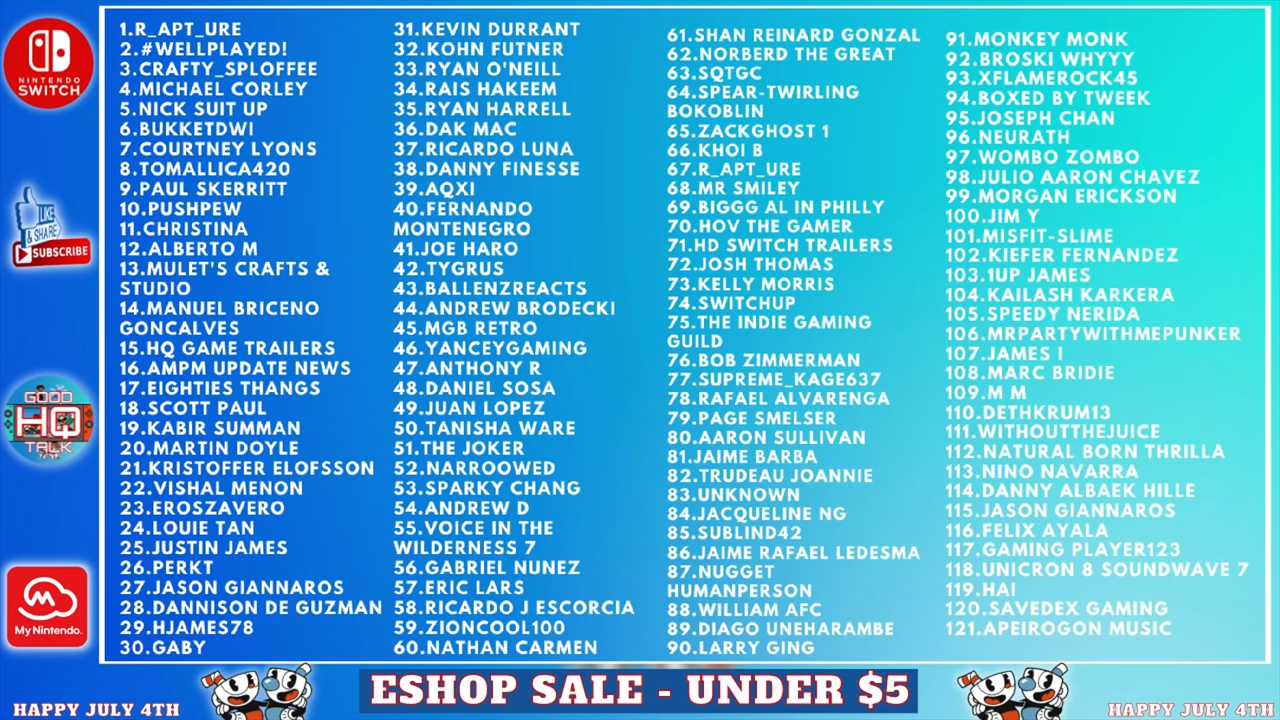 NINTENDO
SWITCH
LIKE
& SHARE
SUBSCRIBE
GOOD
HQ
TALK
My Nintendo.
1.R_APT_URE
2.#WELLPLAYED!
3.CRAFTY_SPLOFFEE
4.MICHAEL CORLEY
5.NICK SUIT UP
6.BUKKETDWI
7.COURTNEY LYONS
8.TOMALLICA420
9.PAUL SKERRITT
10.PUSHPEW
11.CHRISTINA
12.ALBERTO M
13.MULET'S CRAFTS &
STUDIO
14.MANUEL BRICENO
GONCALVES
15.HQ GAME TRAILERS
16.AMPM UPDATE NEWS
17.EIGHTIES THANGS
18.SCOTT PAUL
19.KABIR SUMMAN
20.MARTIN DOYLE
21.KRISTOFFER ELOFSSON
22.VISHAL MENON
23.EROSZAVERO
24.LOUIE TAN
25.JUSTIN JAMES
26.PERKT
27.JASON GIANNAROS
28.DANNISON DE GUZMAN
29.HJAMES78
30.GABY
31.KEVIN DURRANT
32.KOHN FUTNER
33.RYAN O'NEILL
34.RAIS HAKEEM
35.RYAN HARRELL
36.DAK MAC
37.RICARDO LUNA
38.DANNY FINESSE
39.AQXI
40.FERNANDO
MONTENEGRO
41.JOE HARO
42.TYGRUS
43.BALLENZREACTS
44.ANDREW BRODECKI
45.MGB RETRO
46.YANCEYGAMING
47.ANTHONY R
48.DANIEL SOSA
49.JUAN LOPEZ
50.TANISHA WARE
51.THE JOKER
52.NARROOWED
53.SPARKY CHANG
54.ANDREW D
55.VOICE IN THE
WILDERNESS 7
56.GABRIEL NUNEZ
57.ERIC LARS
58.RICARDO J ESCORCIA
59.ZIONCOOL100
60.NATHAN CARMEN
61.SHAN REINARD GONZAL
62.NORBERD THE GREAT
63.SQTGC
64.SPEAR-TWIRLING
BOKOBLIN
65.ZACKGHOST 1
66.KHOI B
67.R_APT_URE
68.MR SMILEY
69.BIGGG AL IN PHILLY
70.HOV THE GAMER
71.HD SWITCH TRAILERS
72.JOSH THOMAS
73.KELLY MORRIS
74.SWITCHUP
75.THE INDIE GAMING
GUILD
76.BOB ZIMMERMAN
77.SUPREME_KAGE637
78.RAFAEL ALVARENGA
79.PAGE SMELSER
80.AARON SULLIVAN
81.JAIME BARBA
82.TRUDEAU JOANNIE
83.UNKNOWN
84.JACQUELINE NG
85.SUBLIND42
86.JAIME RAFAEL LEDESMA
87.NUGGET
HUMANPERSON
88.WILLIAM AFC
89.DIAGO UNEHARAMBE
90.LARRY GING
91.MONKEY MONK
92.BROSKI WHYYY
93.XFLAMEROCK45
94.BOXED BY TWEEK
95.JOSEPH CHAN
96.NEURATH
97.WOMBO ZOMBO
98.JULIO AARON CHAVEZ
99.MORGAN ERICKSON
100.JIM Y
101.MISFIT-SLIME
102.KIEFER FERNANDEZ
103.1UP JAMES
104.KAILASH KARKERA
105.SPEEDY NERIDA
106.MRPARTYWITHMEPUNKER
107.JAMES I
108.MARC BRIDIE
109.M M
110.DETHKRUM13
111.WITHOUTTHEJUICE
112.NATURAL BORN THRILLA
113.NINO NAVARRA
114.DANNY ALBAEK HILLE
115.JASON GIANNAROS
116.FELIX AYALA
117.GAMING PLAYER123
118.UNICRON 8 SOUNDWAVE 7
119.HAI
120.SAVEDEX GAMING
121.APEIROGON MUSIC
HAPPY JULY 4TH
ESHOP SALE - UNDER $5
HAPPY JULY 4TH